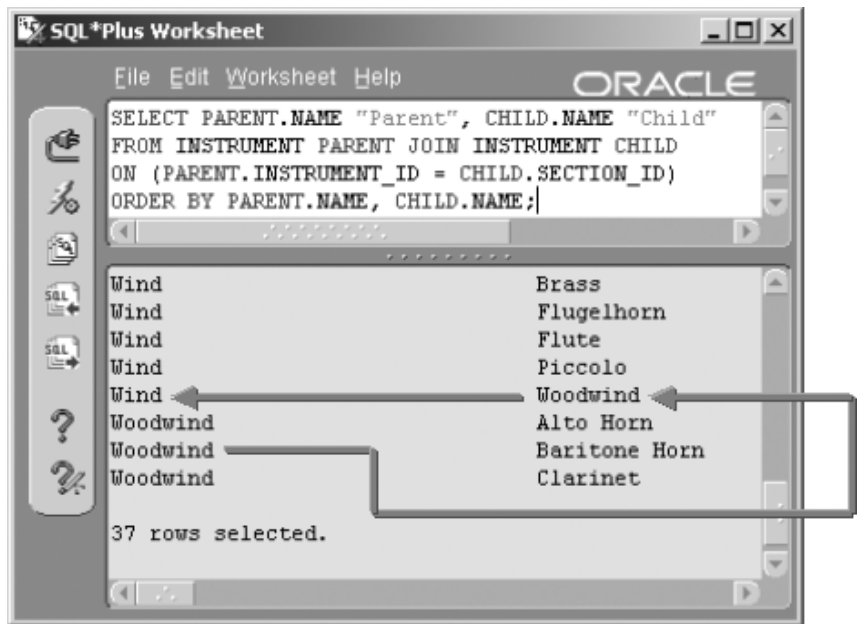 SQL*Plus Worksheet
File Edit Worksheet Help
ORACLE
SELECT PARENT.NAME "Parent", CHILD.NAME "Child"
FROM INSTRUMENT PARENT JOIN INSTRUMENT CHILD
ON (PARENT.INSTRUMENT_ID = CHILD.SECTION_ID)
ORDER BY PARENT.NAME, CHILD.NAME;
Wind Brass
Wind Flugelhorn
Wind Flute
Wind Piccolo
Wind Woodwind
Woodwind Alto Horn
Woodwind Baritone Horn
Woodwind Clarinet
37 rows selected.
SQL
SQL